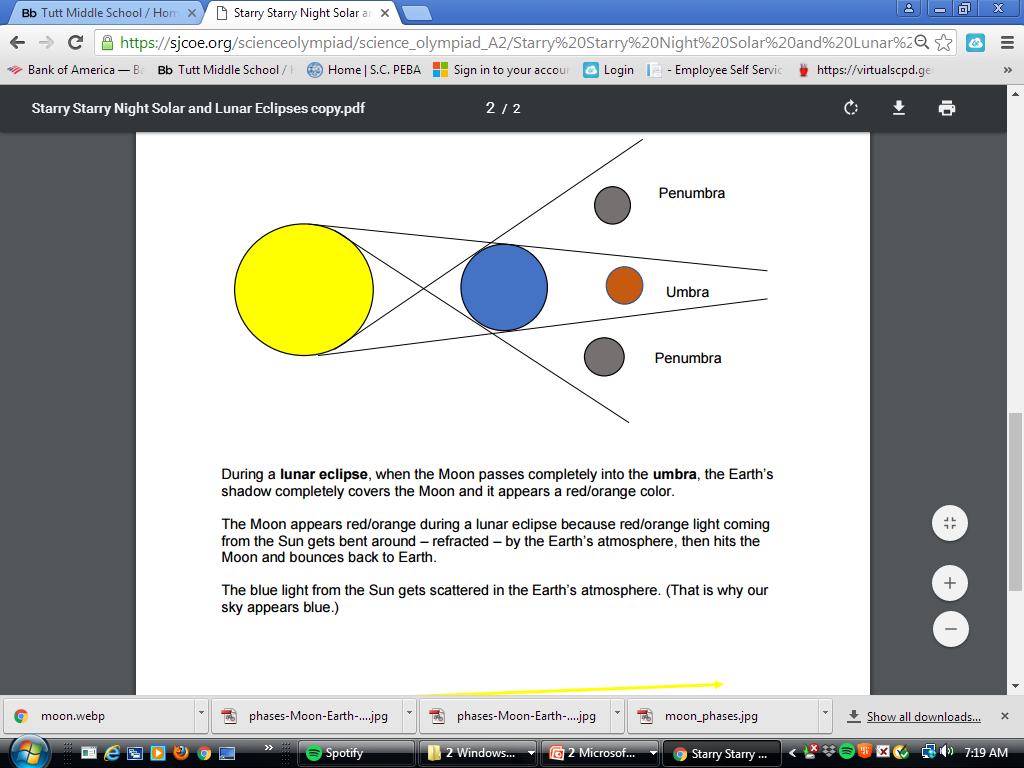 Bb Tutt Middle School / Hom
Starry Starry Night Solar a
https://sjcoe.org/scienceolympiad/science_olympiad_A2/Starry%20Starry%20Night%20Solar%20and%20Lunar%2
Bank of America — B
Bb Tutt Middle School / H
Home | S.C. PEBA
Sign in to your accou
Login
- Employee Self Servic
https://virtualscpd.ge
»
Starry Starry Night Solar and Lunar Eclipses copy.pdf
2 / 2
Penumbra
Umbra
Penumbra
During a lunar eclipse, when the Moon passes completely into the umbra, the Earth's
shadow completely covers the Moon and it appears a red/orange color.
The Moon appears red/orange during a lunar eclipse because red/orange light coming
from the Sun gets bent around – refracted – by the Earth's atmosphere, then hits the
Moon and bounces back to Earth.
The blue light from the Sun gets scattered in the Earth's atmosphere. (That is why our
sky appears blue.)
moon.webp
phases-Moon-Earth-....jpg
phases-Moon-Earth-....jpg
moon_phases.jpg
Show all downloads...
»
Spotify
2 Windows...
2 Microsof...
Starry Starry ...
7:19 AM